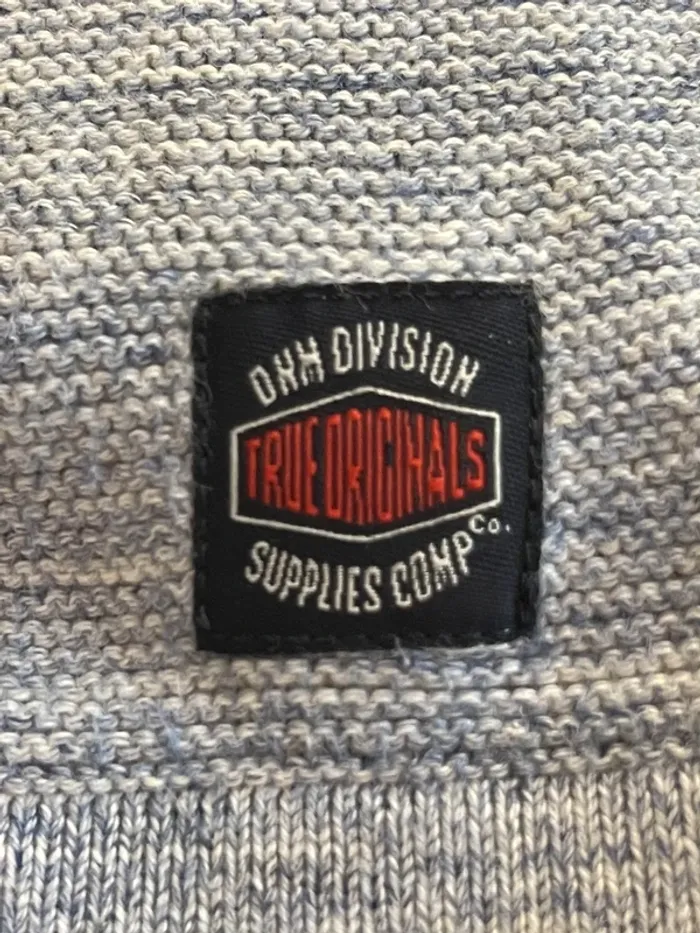 DNM DIVISION
TRUE ORIGINALS
SUPPLIES COMP Co.